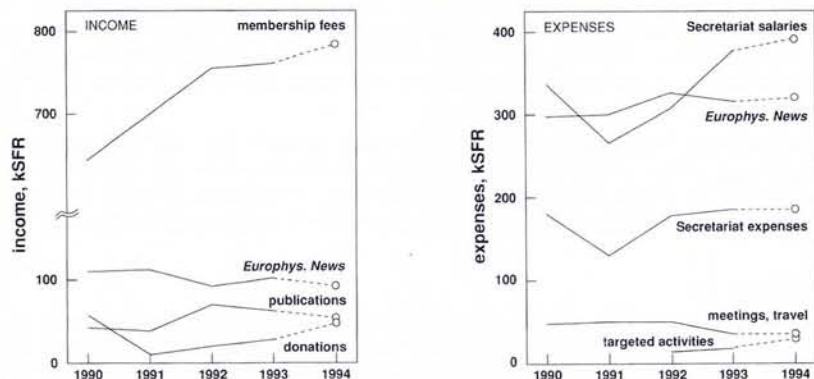 INCOME
membership fees
800
700
100
0
income, kSFR
Europhys. News
publications
donations
1990 1991 1992 1993 1994
EXPENSES
Secretariat salaries
400
300
200
100
0
expenses, kSFR
Europhys. News
Secretariat expenses
meetings, travel
targeted activities
1990 1991 1992 1993 1994